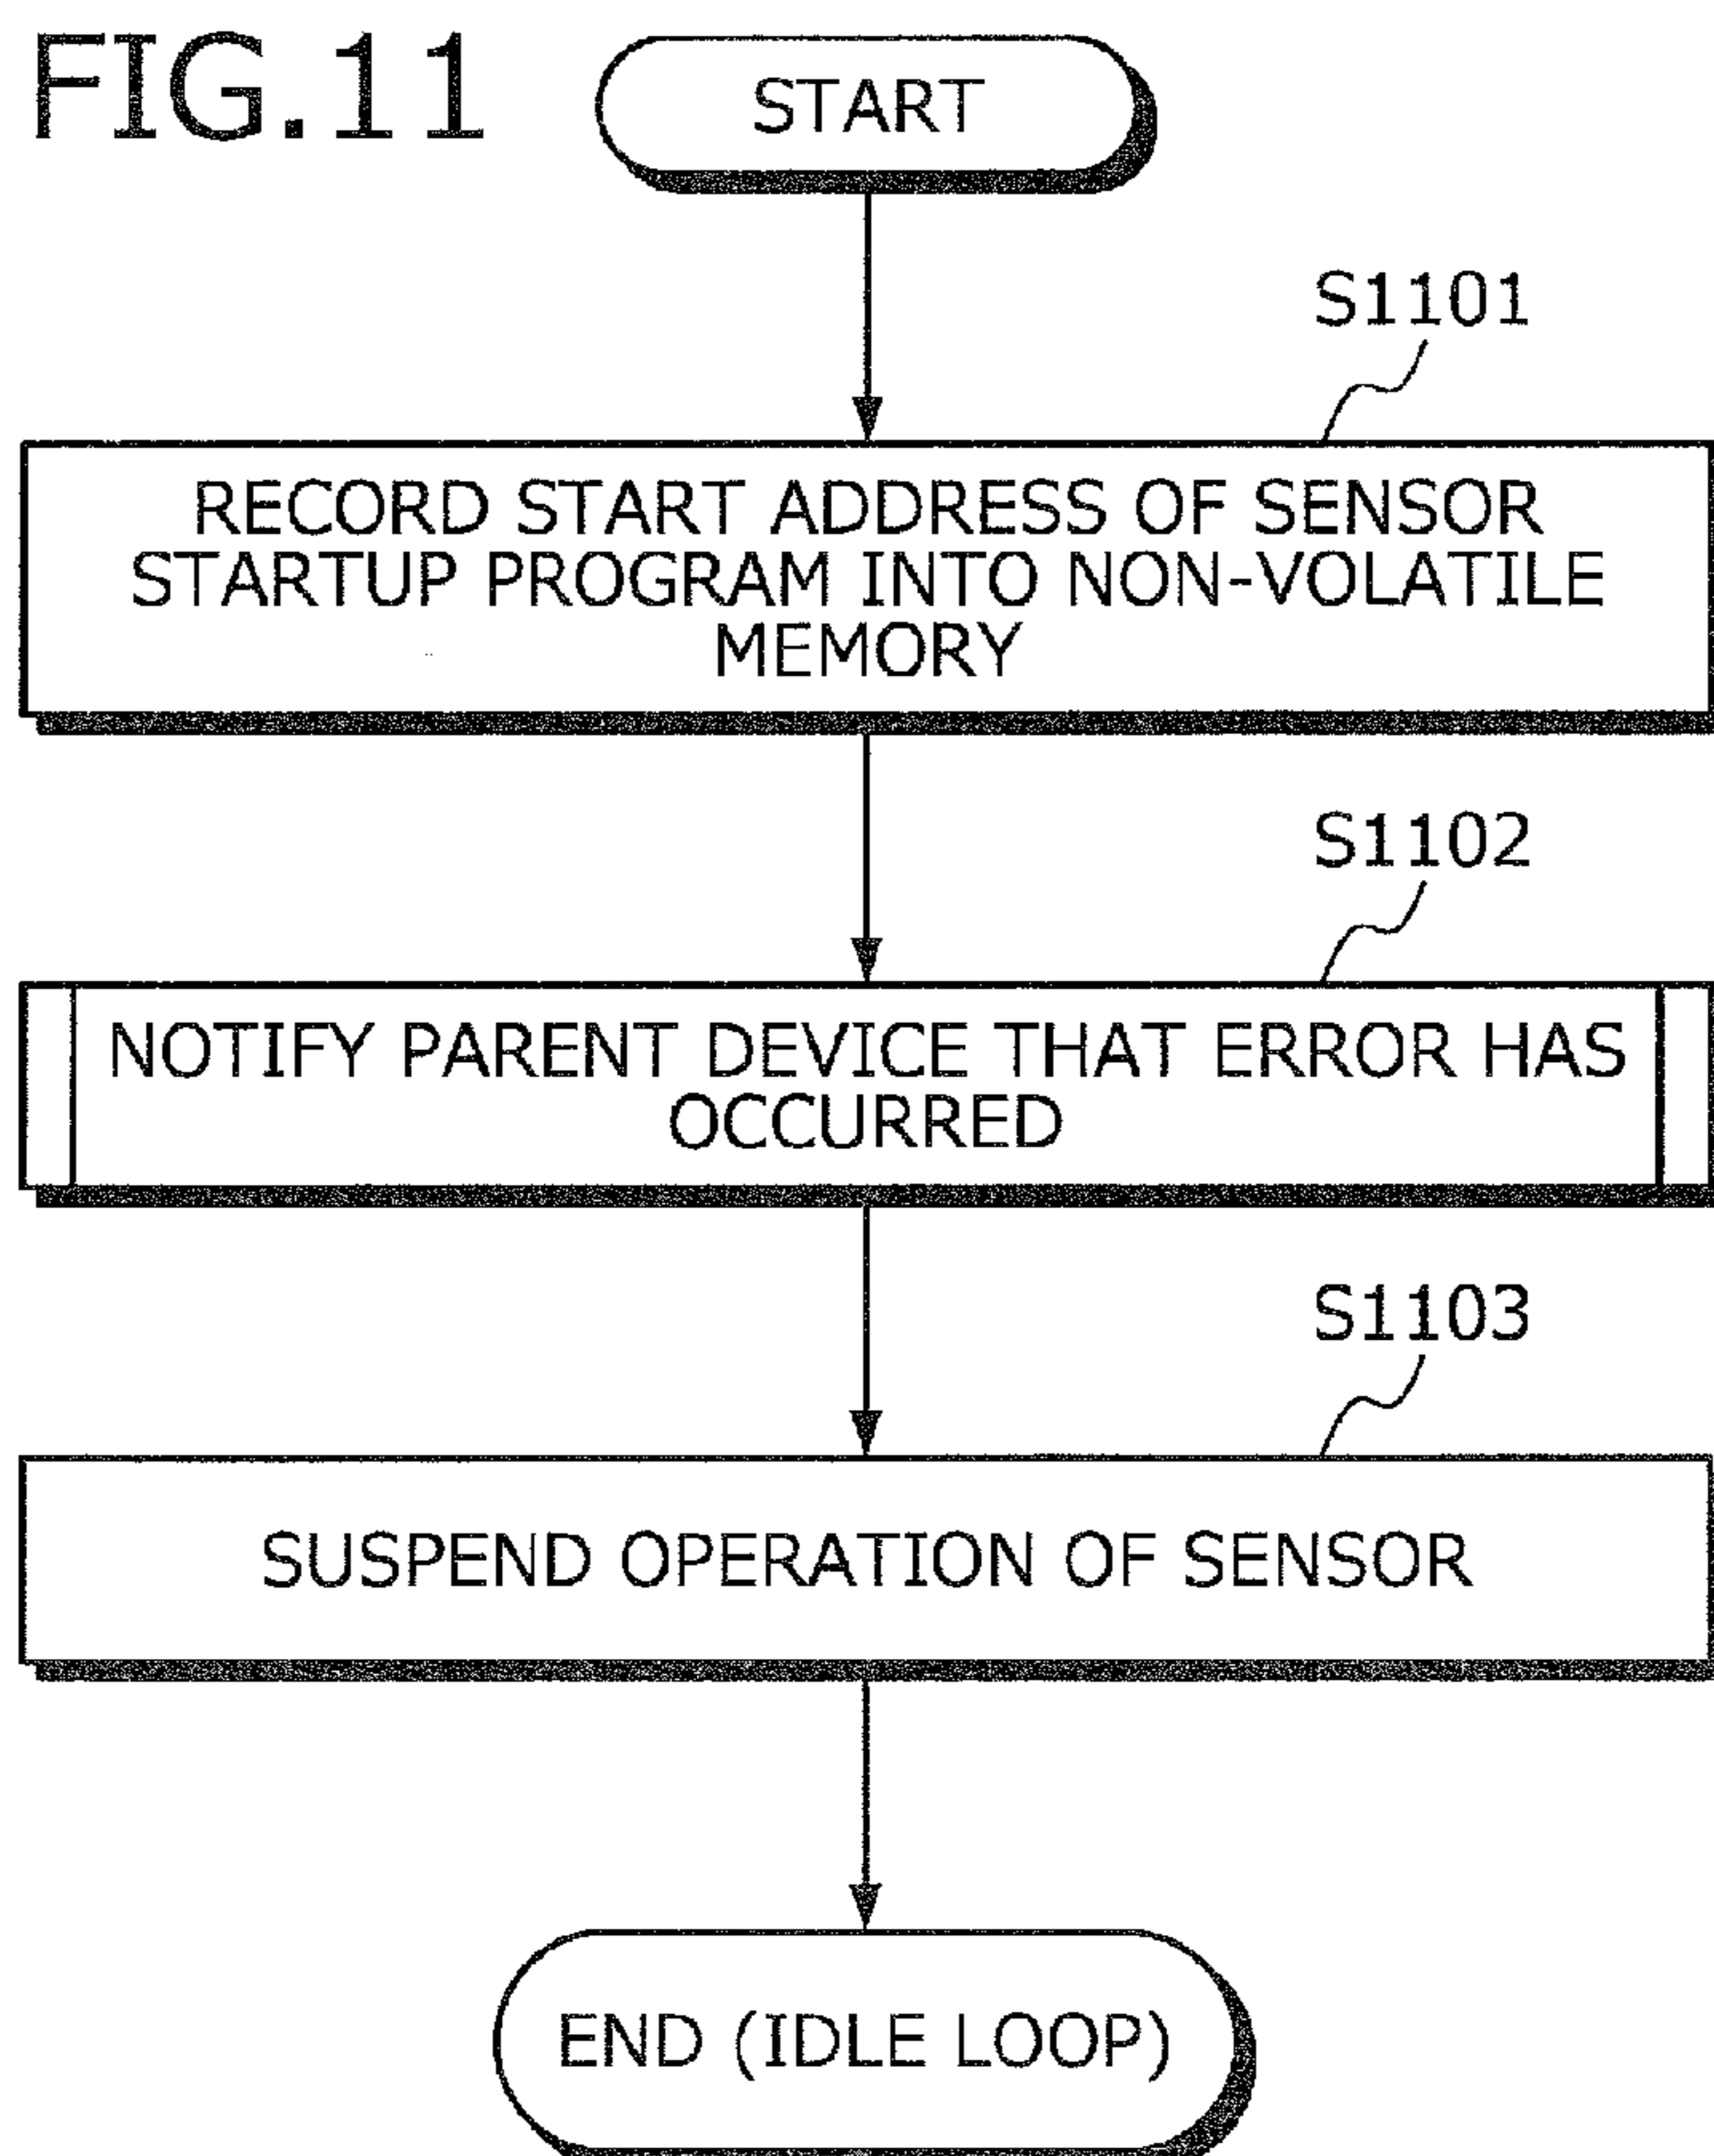 FIG.11
START
S1101
RECORD START ADDRESS OF SENSOR
STARTUP PROGRAM INTO NON-VOLATILE
MEMORY
S1102
NOTIFY PARENT DEVICE THAT ERROR HAS
OCCURRED
S1103
SUSPEND OPERATION OF SENSOR
END (IDLE LOOP)